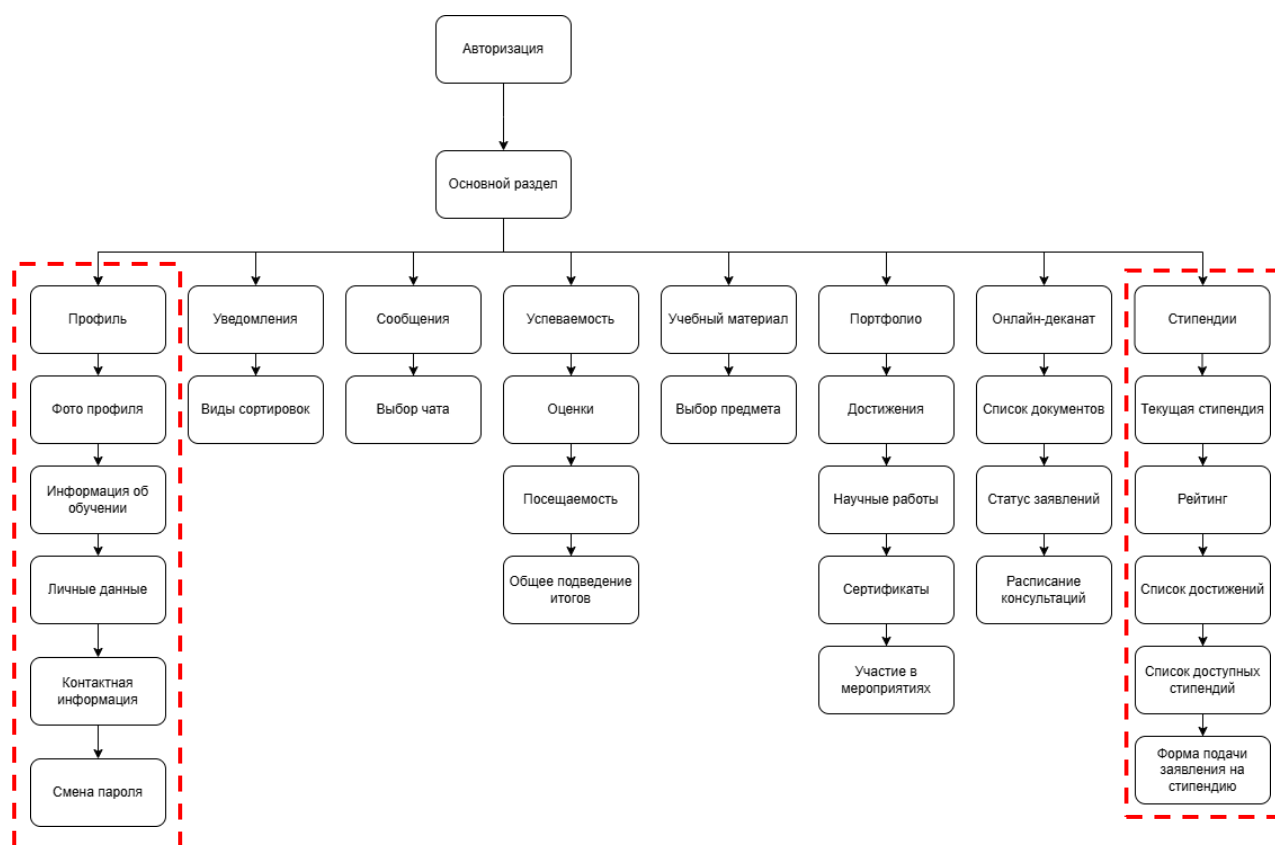 Авторизация
Основной раздел
Профиль
Уведомления
Сообщения
Успеваемость
Учебный материал
Портфолио
Онлайн-деканат
Стипендии
Фото профиля
Виды сортировок
Выбор чата
Оценки
Выбор предмета
Достижения
Список документов
Текущая стипендия
Информация об
обучении
Посещаемость
Научные работы
Статус заявлений
Рейтинг
Личные данные
Общее подведение
итогов
Сертификаты
Расписание
консультаций
Список достижений
Контактная
информация
Участие в
мероприятиях
Список доступных
стипендий
Смена пароля
Форма подачи
заявления на
стипендию